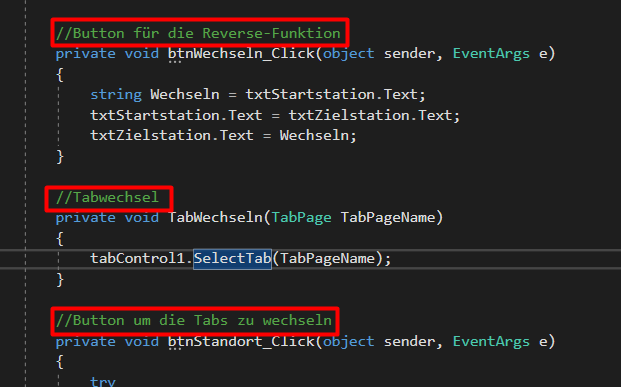 //Button für die Reverse-Funktion
private void btnWechseln_Click(object sender, EventArgs e)
{
string Wechseln = txtStartstation.Text;
txtStartstation.Text = txtZielstation.Text;
txtZielstation.Text = Wechseln;
}
//Tabwechsel
private void TabWechseln(TabPage TabPageName)
{
tabControl1.SelectTab(TabPageName);
}
//Button um die Tabs zu wechseln
private void btnStandort_Click(object sender, EventArgs e)
{
try